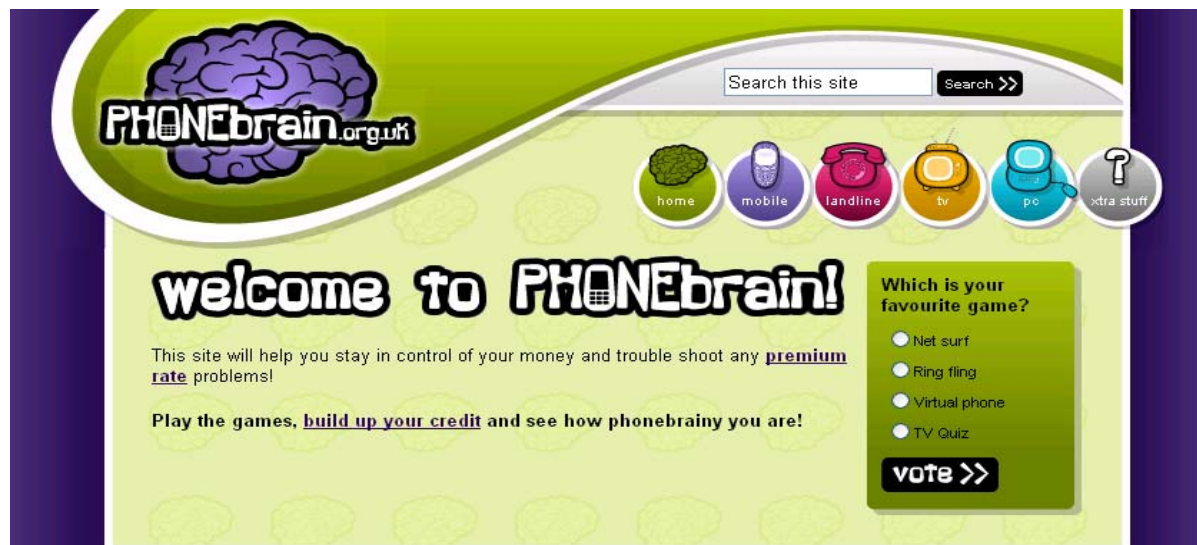 PHONEbrain.org.uk
Search this site
Search >>
home
mobile
landline
tv
pc
xtra stuff
welcome to PHONEbrain!
This site will help you stay in control of your money and trouble shoot any premium
rate problems!
Play the games, build up your credit and see how phonebrainy you are!
Which is your
favourite game?
Net surf
Ring fling
Virtual phone
TV Quiz
vote >>